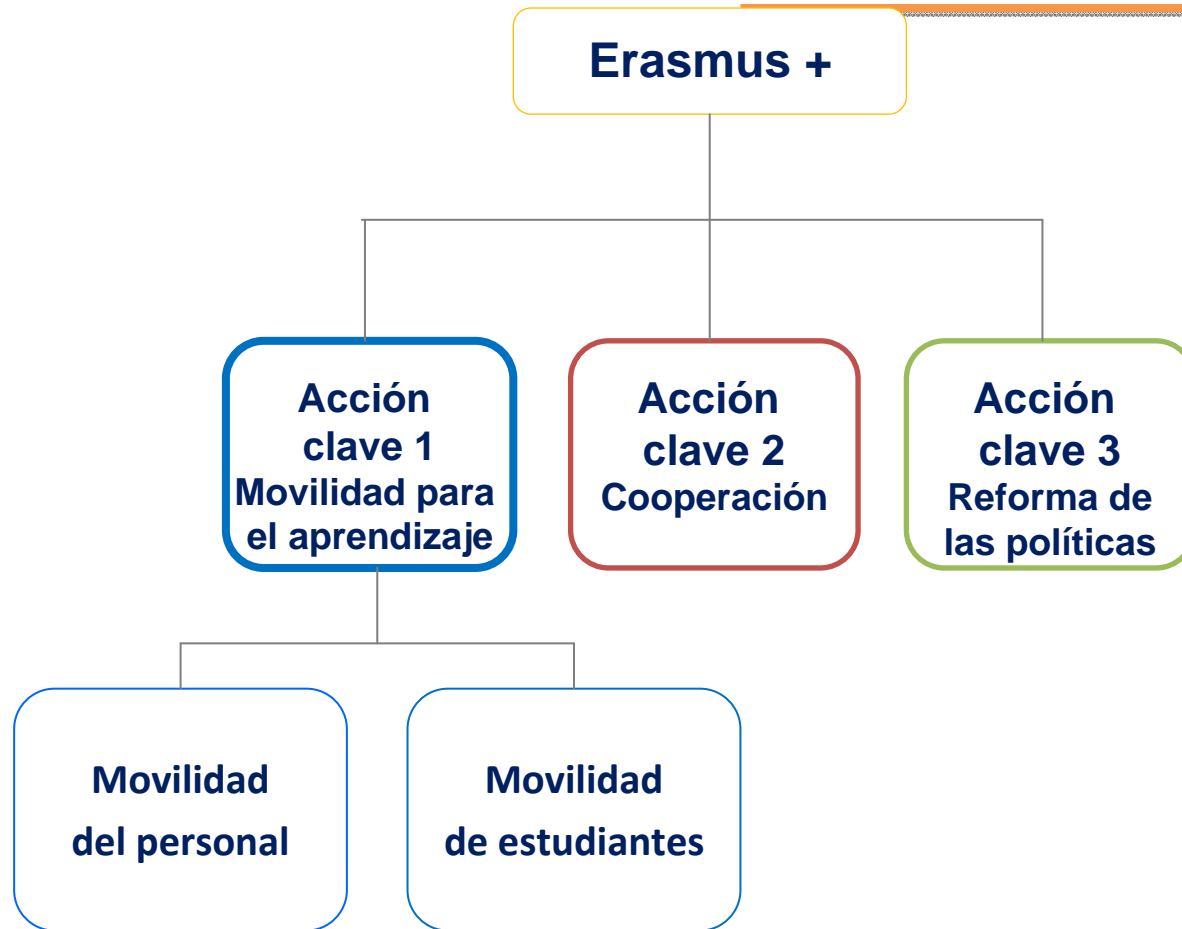 Erasmus +
Acción
clave 1
Movilidad para
el aprendizaje
Acción
clave 2
Cooperación
Acción
clave 3
Reforma de
las políticas
Movilidad
del personal
Movilidad
de estudiantes